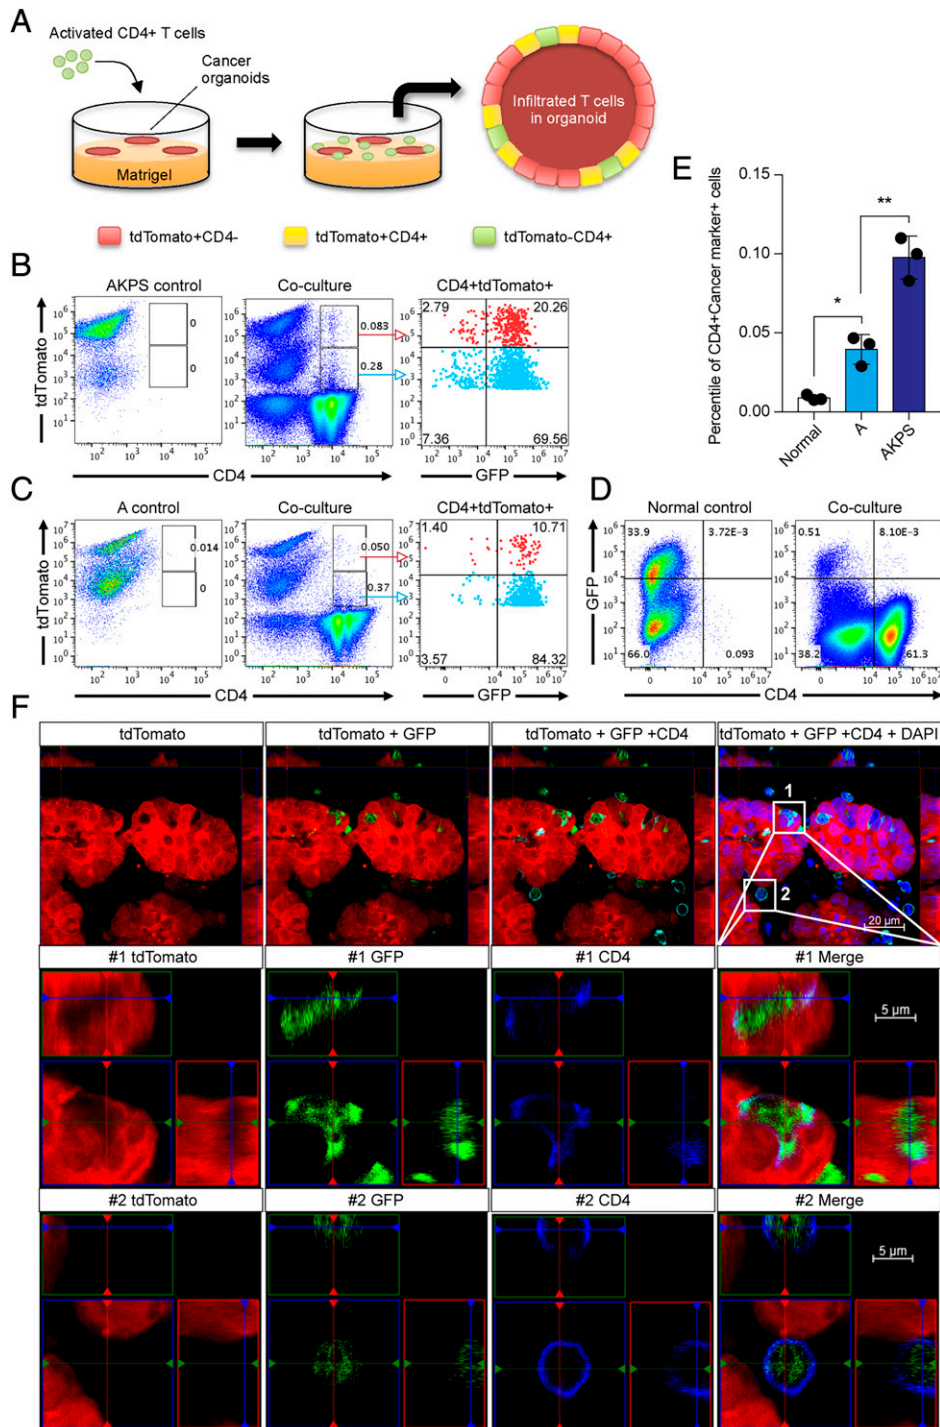 A
Activated CD4+ T cells
Cancer
organoids
Matrigel
Infiltrated T cells
in organoid
tdTomato+CD4-
tdTomato+CD4+
tdTomato-CD4+
B
AKPS control
Co-culture
CD4+tdTomato+
tdTomato
0
0
0.083
0.28
2.79
20.26
7.36
69.56
CD4
GFP
C
A control
Co-culture
CD4+tdTomato+
tdTomato
0.014
0
0.050
0.37
1.40
10.71
3.57
84.32
CD4
GFP
E
Percentile of CD4+Cancer marker+ cells
0.15
0.10
0.05
0.00
*
**
Normal
A
AKPS
D
Normal control
Co-culture
GFP
33.9
3.72E-3
66.0
0.093
0.51
8.10E-3
38.2
61.3
CD4
F
tdTomato
tdTomato + GFP
tdTomato + GFP +CD4
tdTomato + GFP +CD4 + DAPI
1
2
20 µm
#1 tdTomato
#1 GFP
#1 CD4
#1 Merge
5 µm
#2 tdTomato
#2 GFP
#2 CD4
#2 Merge
5 µm